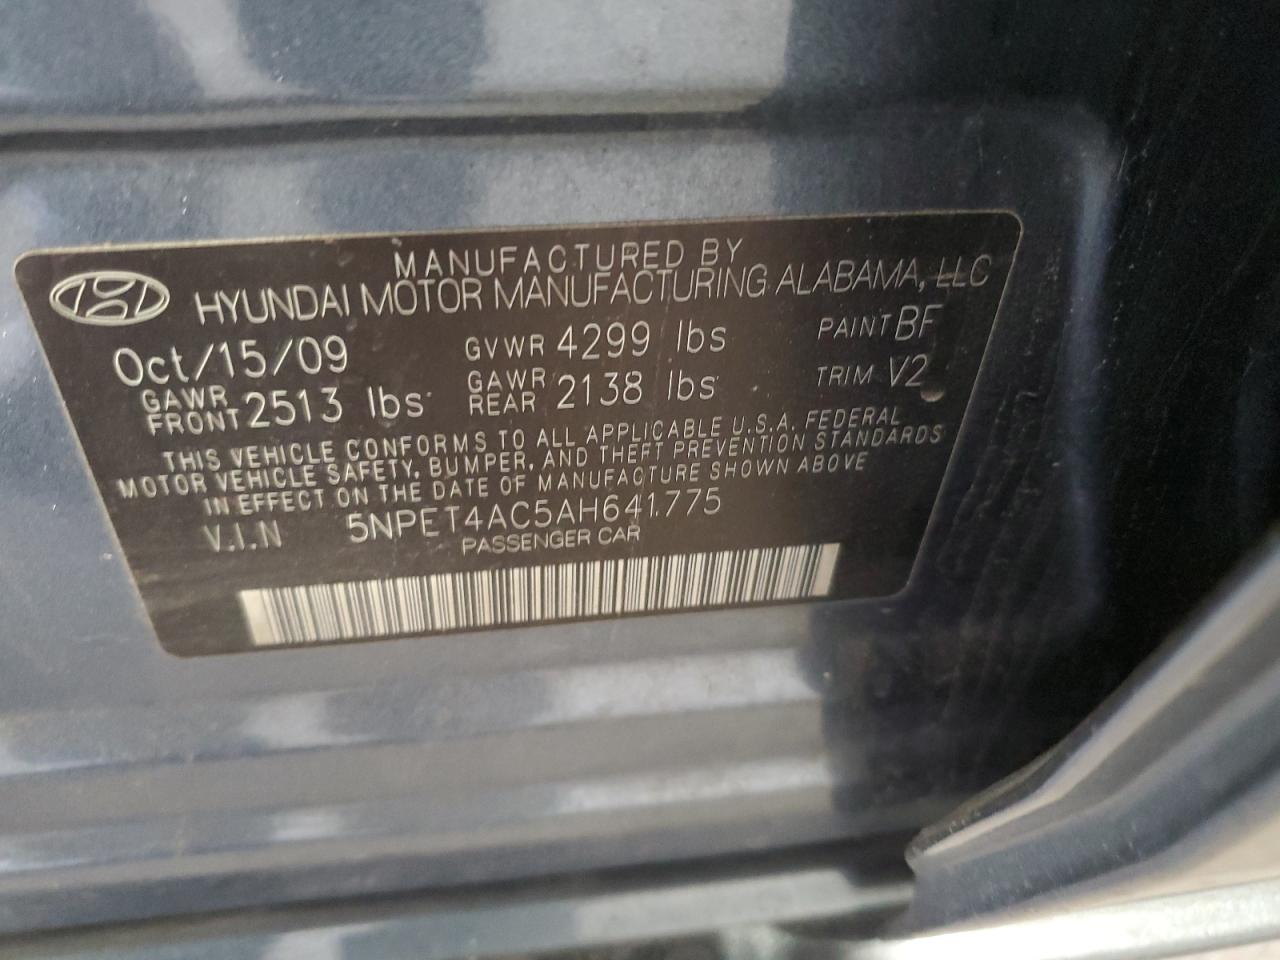 MANUFACTURED BY
HYUNDAI MOTOR MANUFACTURING ALABAMA, LLC
Oct/15/09 GVWR 4299 lbs PAINT BF
GAWR FRONT 2513 lbs GAWR REAR 2138 lbs TRIM V2
THIS VEHICLE CONFORMS TO ALL APPLICABLE U.S.A. FEDERAL
MOTOR VEHICLE SAFETY, BUMPER, AND THEFT PREVENTION STANDARDS
IN EFFECT ON THE DATE OF MANUFACTURE SHOWN ABOVE
V.I.N 5NPET4AC5AH641775
PASSENGER CAR